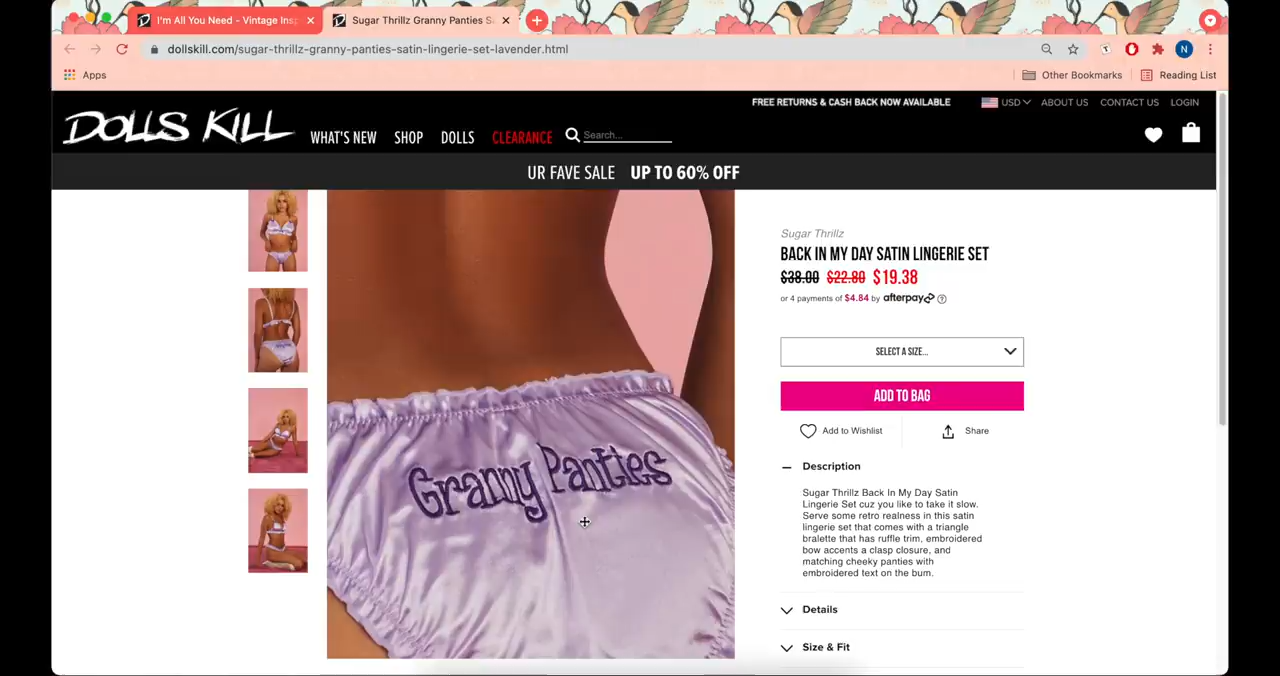 I'm All You Need - Vintage Insp
Sugar Thrillz Granny Panties S
dollskill.com/sugar-thrillz-granny-panties-satin-lingerie-set-lavender.html
N
Apps
Other Bookmarks
Reading List
FREE RETURNS & CASH BACK NOW AVAILABLE
USD
ABOUT US
CONTACT US
LOGIN
DOLLS KILL
WHAT'S NEW
SHOP
DOLLS
CLEARANCE
Search...
UR FAVE SALE UP TO 60% OFF
Granny Panties
Sugar Thrillz
BACK IN MY DAY SATIN LINGERIE SET
$38.00 $22.80 $19.38
or 4 payments of $4.84 by afterpay
SELECT A SIZE...
ADD TO BAG
Add to Wishlist
Share
Description
Sugar Thrillz Back In My Day Satin
Lingerie Set cuz you like to take it slow.
Serve some retro realness in this satin
lingerie set that comes with a triangle
bralette that has ruffle trim, embroidered
bow accents a clasp closure, and
matching cheeky panties with
embroidered text on the bum.
Details
Size & Fit